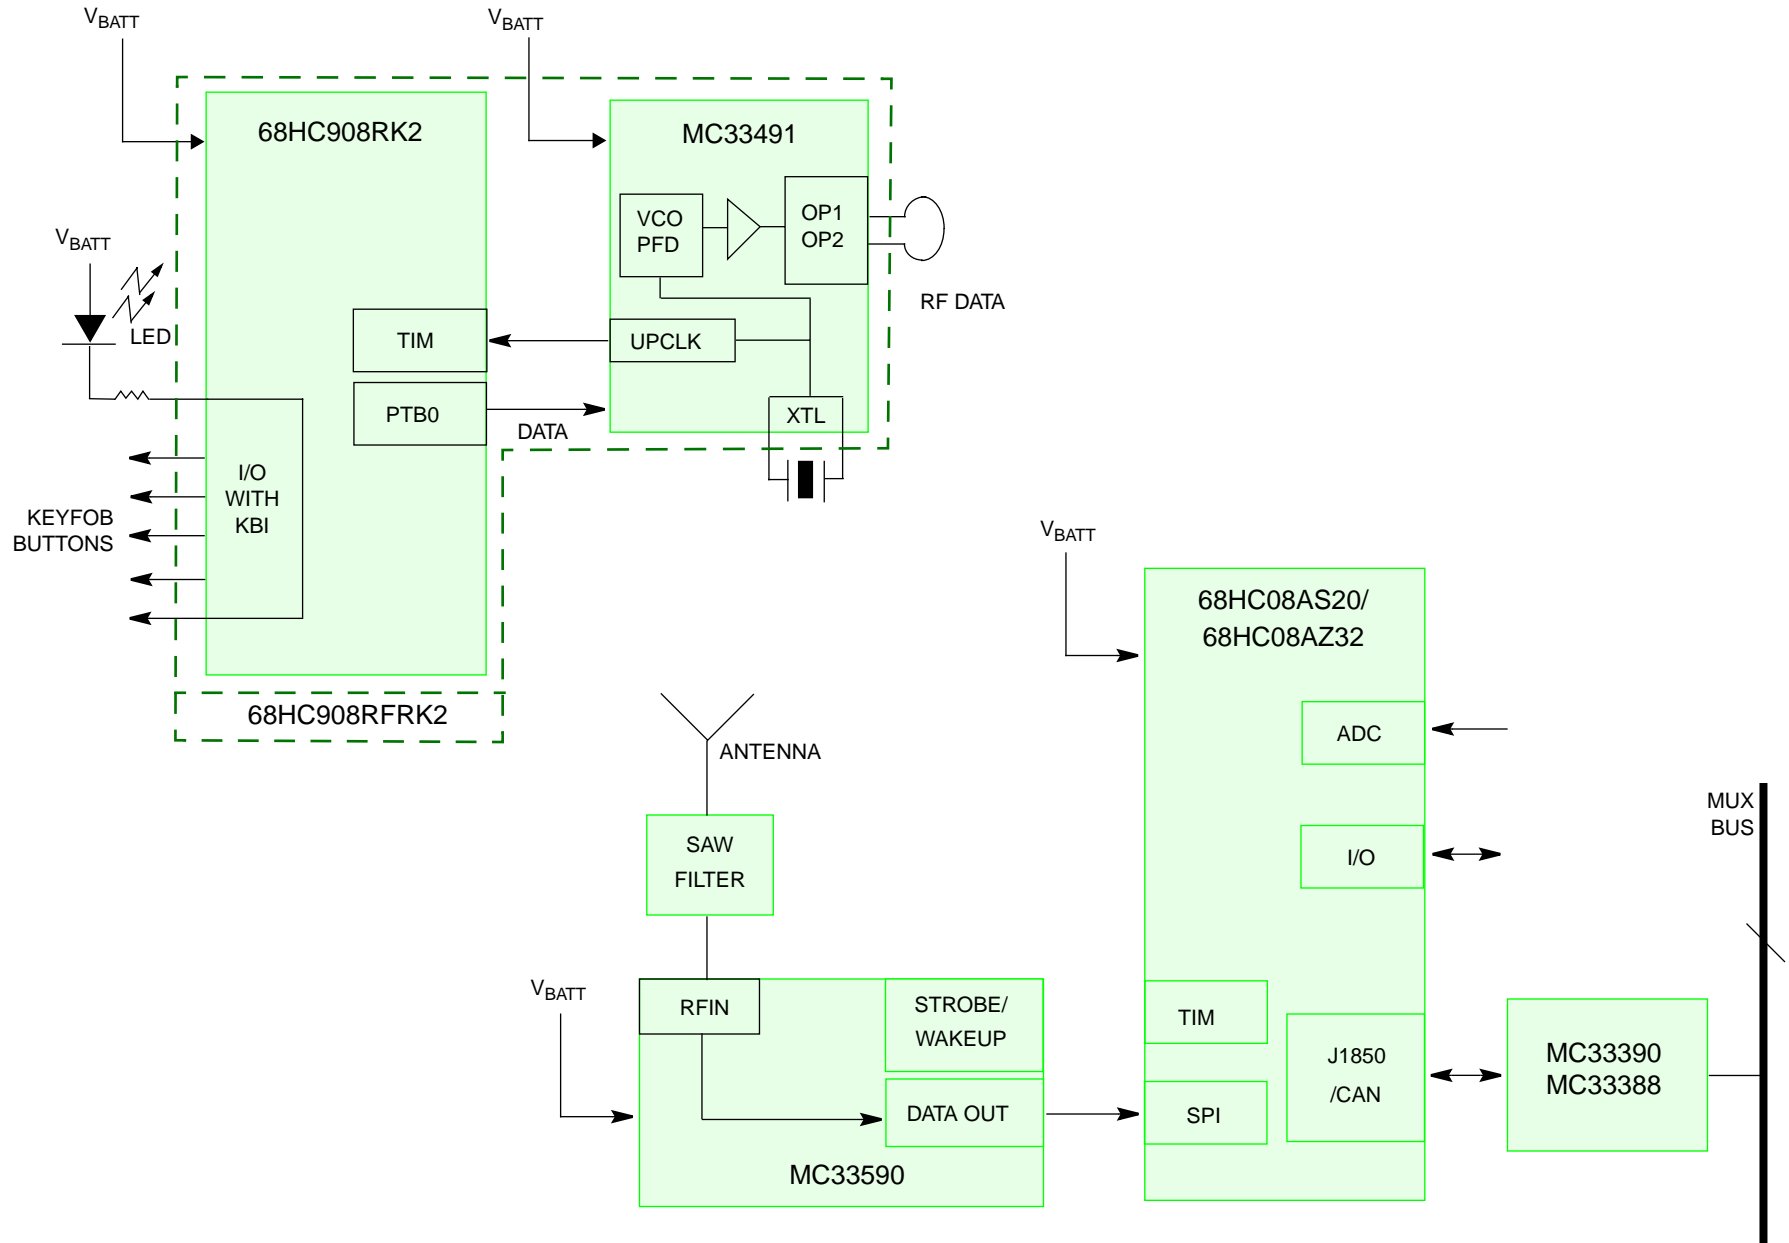 VBATT
VBATT
68HC908RK2
MC33491
VCO
PFD
OP1
OP2
VBATT
LED
RF DATA
TIM
UPCLK
PTB0
DATA
XTL
I/O
WITH
KBI
KEYFOB
BUTTONS
68HC908RFRK2
VBATT
68HC08AS20/
68HC08AZ32
ANTENNA
ADC
MUX
BUS
SAW
FILTER
I/O
VBATT
RFIN
STROBE/
WAKEUP
TIM
J1850
/CAN
MC33390
MC33388
DATA OUT
SPI
MC33590